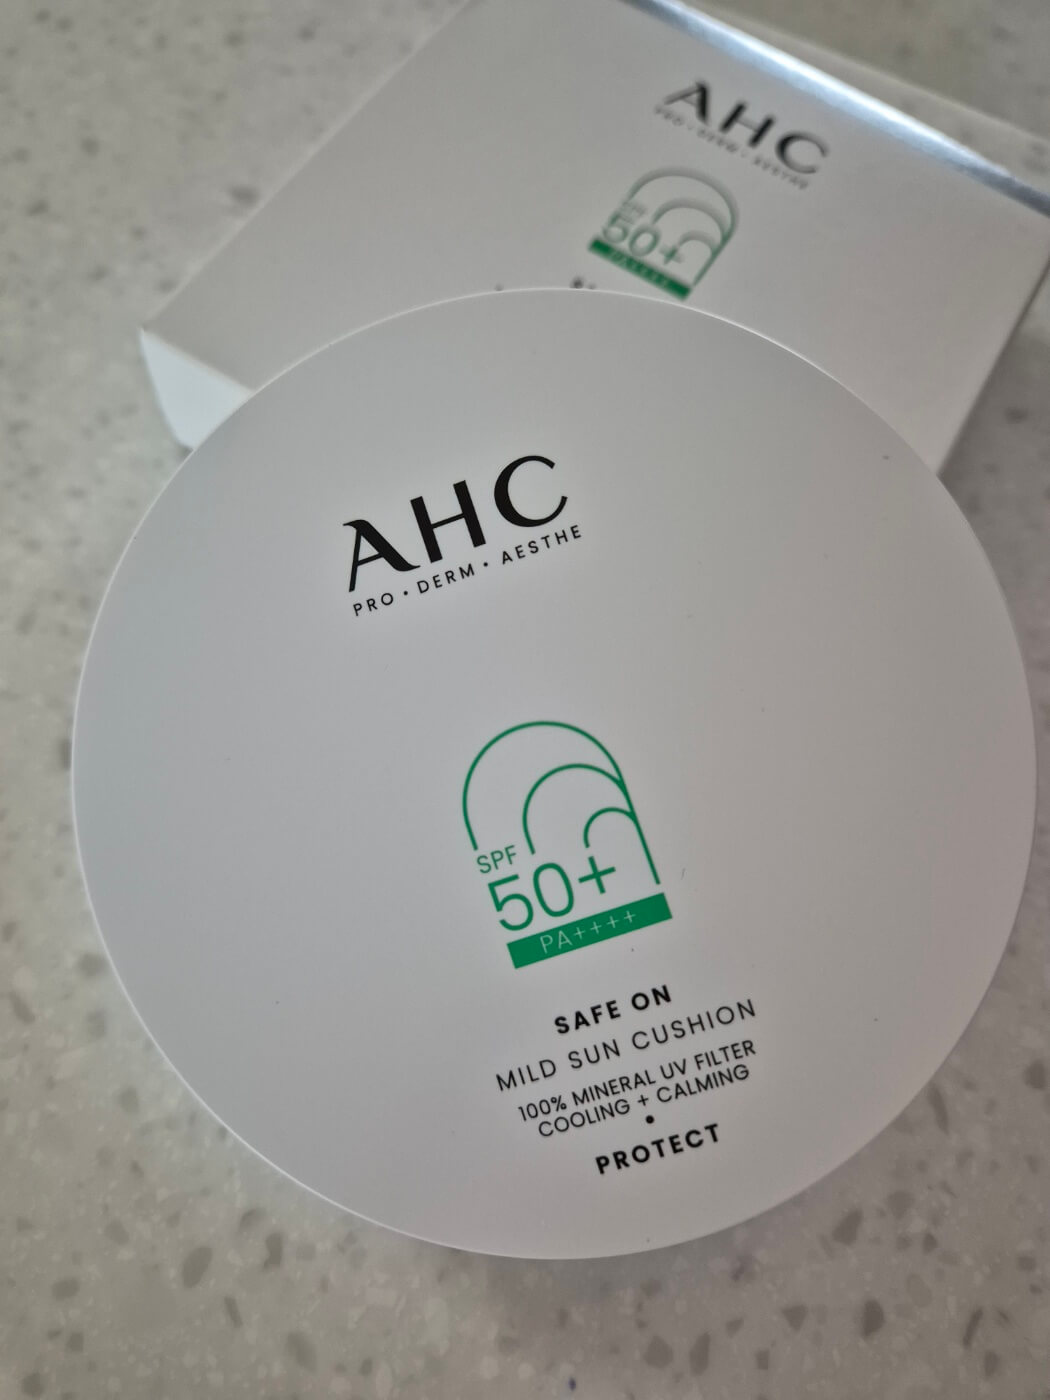 AHC
PRO • DERM • AESTHE
50+
AHC
PRO • DERM • AESTHE
SPF
50+
PA++++
SAFE ON
MILD SUN CUSHION
100% MINERAL UV FILTER
COOLING + CALMING
•
PROTECT